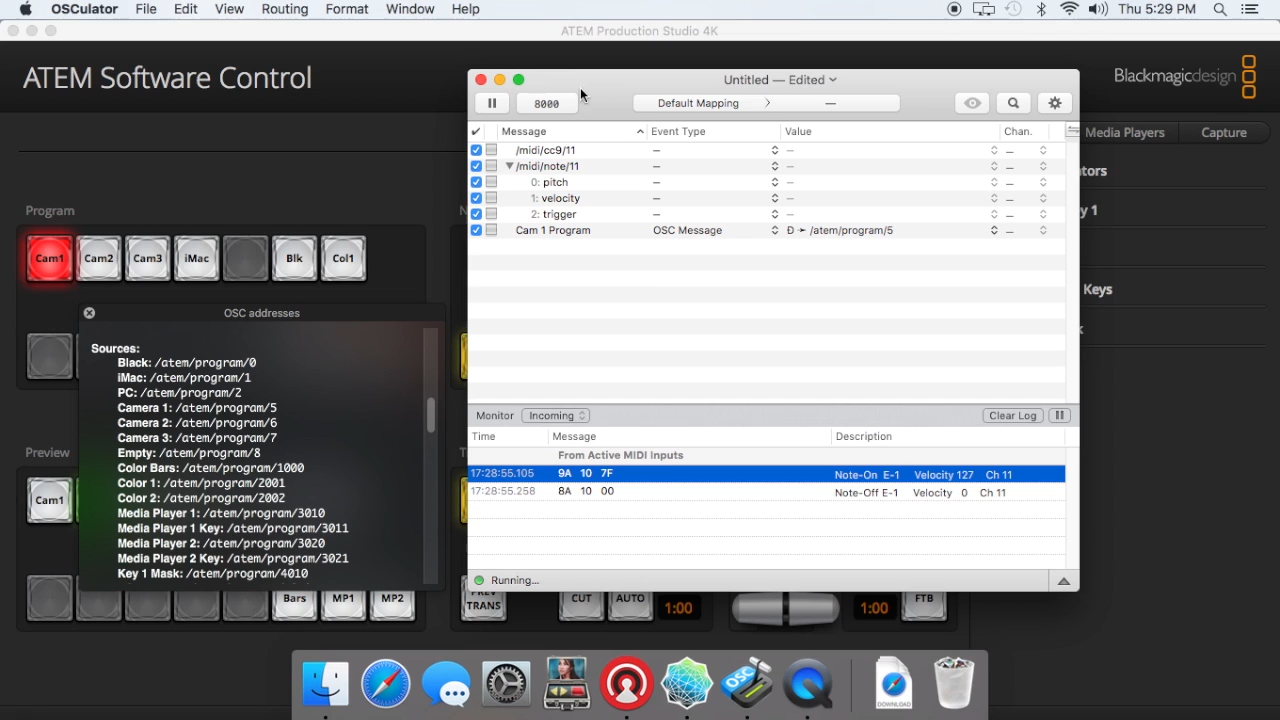 OSCulator File Edit View Routing Format Window Help Thu 5:29 PM
ATEM Production Studio 4K
ATEM Software Control
Blackmagicdesign
Untitled — Edited
8000 Default Mapping —
Media Players Capture
Message Event Type Value Chan.
/midi/cc9/11 – – –
/midi/note/11 – – –
0: pitch – – –
1: velocity – – –
2: trigger – – –
Cam 1 Program OSC Message Ð ➛ /atem/program/5 –
tors
y 1
Keys
Program
Cam1 Cam2 Cam3 iMac Blk Col1
OSC addresses
Sources:
Black: /atem/program/0
iMac: /atem/program/1
PC: /atem/program/2
Camera 1: /atem/program/5
Camera 2: /atem/program/6
Camera 3: /atem/program/7
Empty: /atem/program/8
Color Bars: /atem/program/1000
Color 1: /atem/program/2001
Color 2: /atem/program/2002
Media Player 1: /atem/program/3010
Media Player 1 Key: /atem/program/3011
Media Player 2: /atem/program/3020
Media Player 2 Key: /atem/program/3021
Key 1 Mask: /atem/program/4010
Monitor Incoming Clear Log
Time Message Description
From Active MIDI Inputs
17:28:55.105 9A 10 7F Note-On E-1 Velocity 127 Ch 11
17:28:55.258 8A 10 00 Note-Off E-1 Velocity 0 Ch 11
Running...
Preview
Cam1
Bars MP1 MP2
TRANS CUT AUTO 1:00 1:00 FTB
OSC
DOWNLOAD